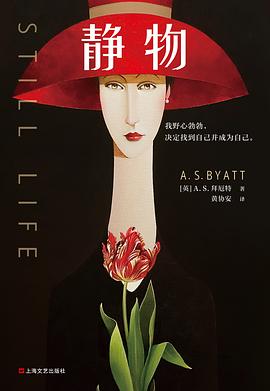 静物
STILL LIFE
我野心勃勃，
决定找到自己并成为自己。
A.S.BYATT
[英] A. S. 拜厄特 著
黄协安 译
上海文艺出版社